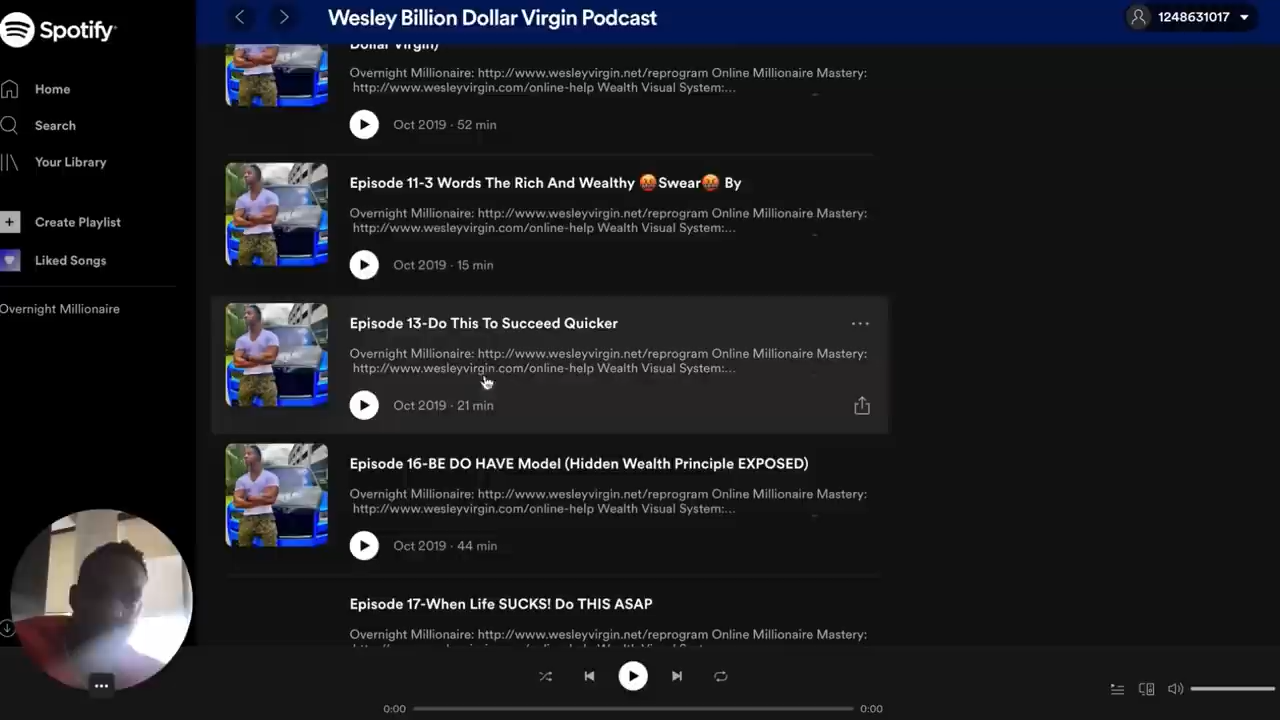 Spotify
Wesley Billion Dollar Virgin Podcast
1248631017
Home
Search
Your Library
Create Playlist
Liked Songs
Overnight Millionaire
Dollar Virgin)
Overnight Millionaire: http://www.wesleyvirgin.net/reprogram Online Millionaire Mastery:
http://www.wesleyvirgin.com/online-help Wealth Visual System:...
Oct 2019 · 52 min
Episode 11-3 Words The Rich And Wealthy 🤬Swear🤬 By
Overnight Millionaire: http://www.wesleyvirgin.net/reprogram Online Millionaire Mastery:
http://www.wesleyvirgin.com/online-help Wealth Visual System:...
Oct 2019 · 15 min
Episode 13-Do This To Succeed Quicker
Overnight Millionaire: http://www.wesleyvirgin.net/reprogram Online Millionaire Mastery:
http://www.wesleyvirgin.com/online-help Wealth Visual System:...
Oct 2019 · 21 min
Episode 16-BE DO HAVE Model (Hidden Wealth Principle EXPOSED)
Overnight Millionaire: http://www.wesleyvirgin.net/reprogram Online Millionaire Mastery:
http://www.wesleyvirgin.com/online-help Wealth Visual System:...
Oct 2019 · 44 min
Episode 17-When Life SUCKS! Do THIS ASAP
Overnight Millionaire: http://www.wesleyvirgin.net/reprogram Online Millionaire Mastery:
0:00
0:00